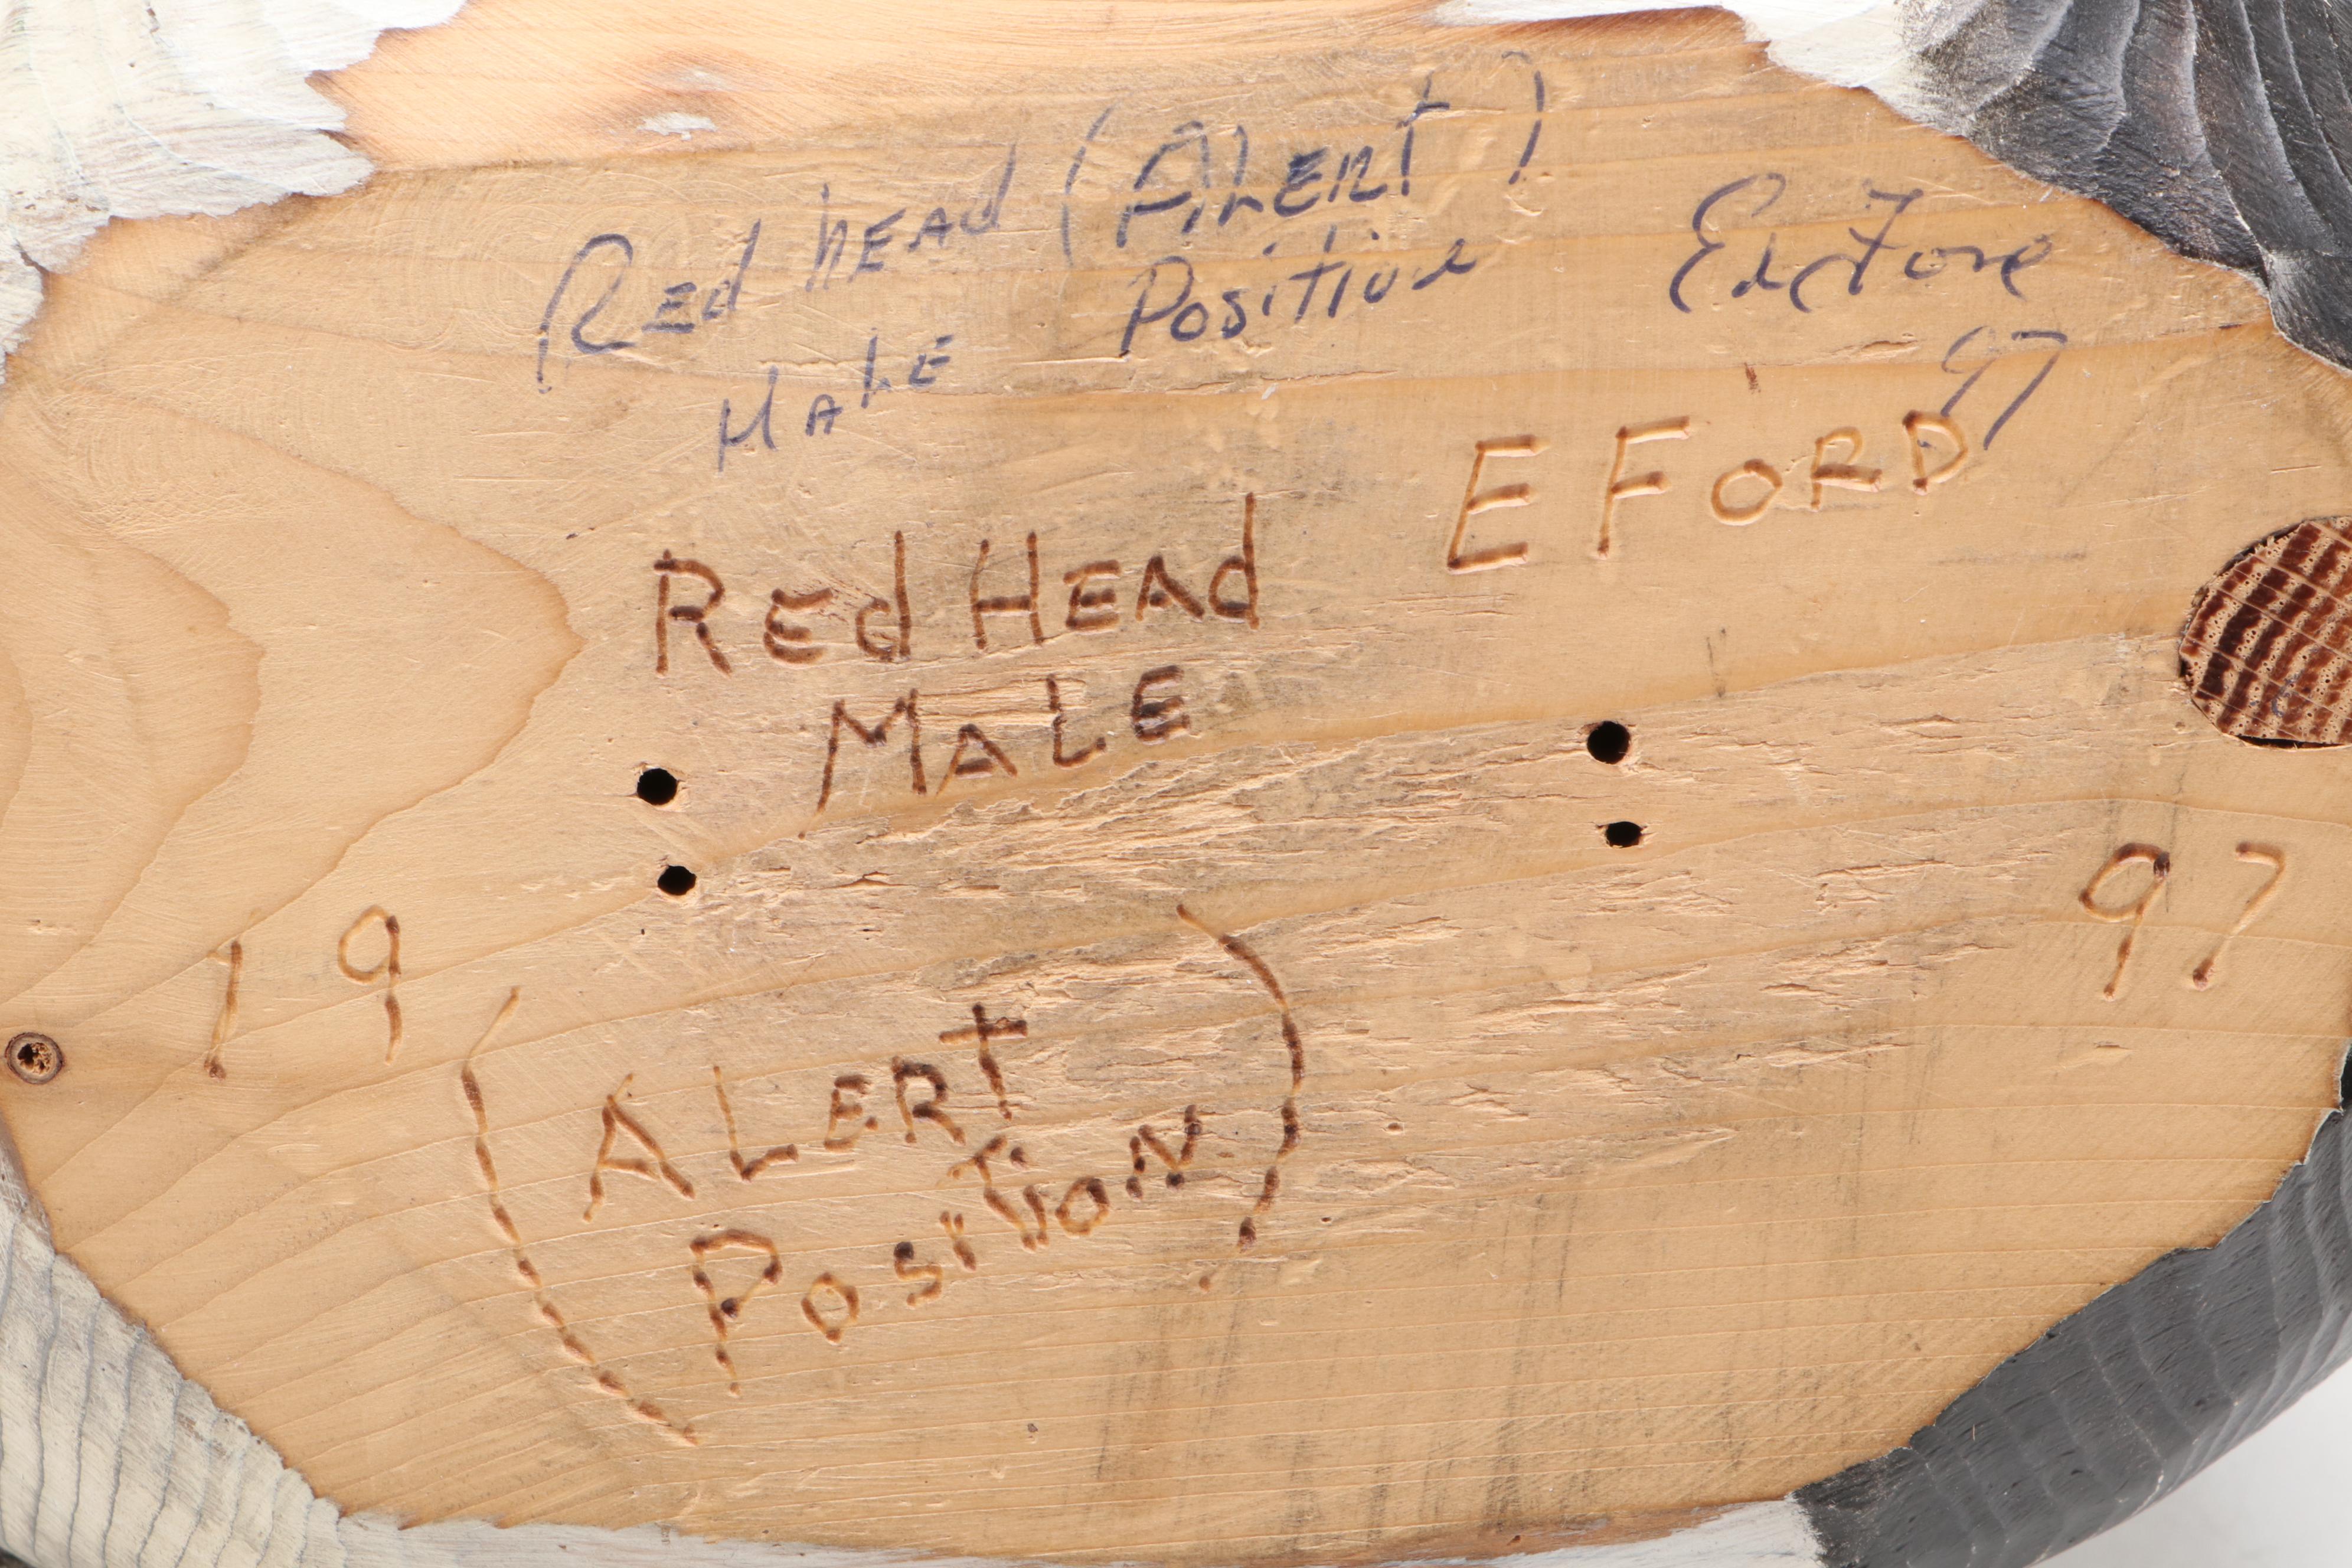 Red head (Alert)
Male Position
Ed Ford
97
E FORD
Red Head
MALE
19 97
(ALERT
Position)